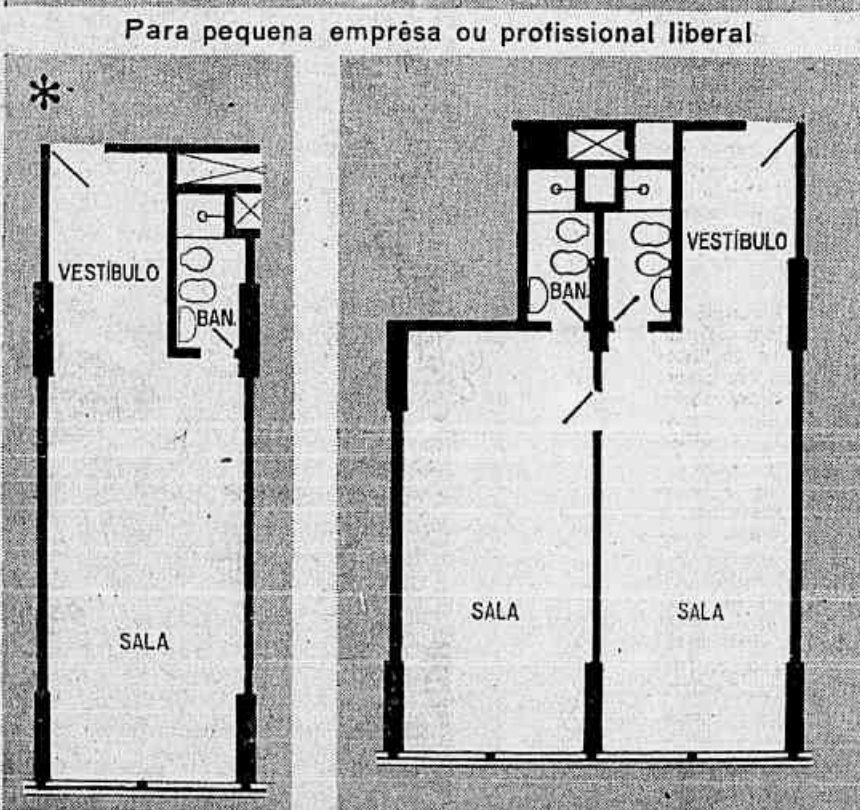 Para pequena emprêsa ou profissional liberal
*
VESTÍBULO
BAN.
SALA
VESTÍBULO
BAN.
SALA
SALA